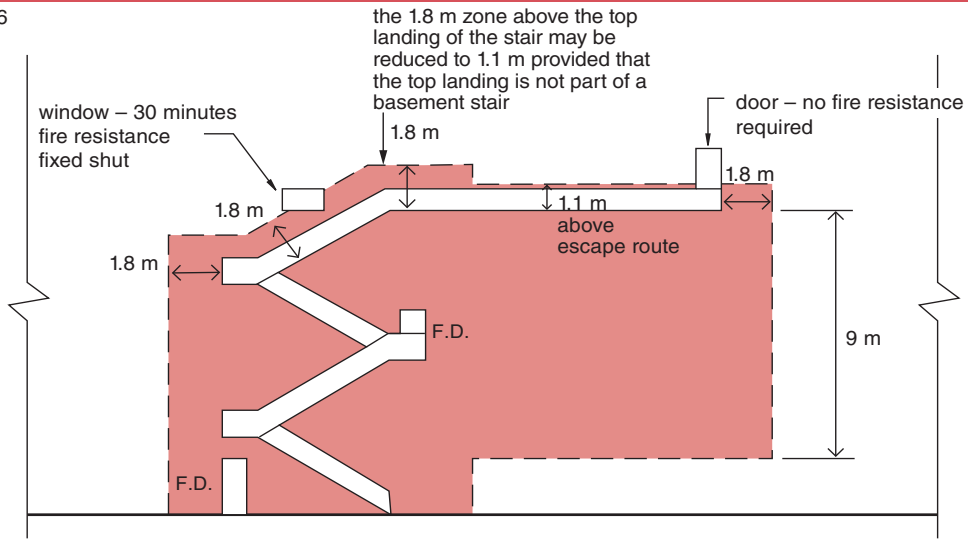 6
the 1.8 m zone above the top
landing of the stair may be
reduced to 1.1 m provided that
the top landing is not part of a
basement stair
window – 30 minutes
fire resistance
fixed shut
1.8 m
door – no fire resistance
required
1.8 m
1.8 m
1.1 m
above
escape route
1.8 m
F.D.
9 m
F.D.